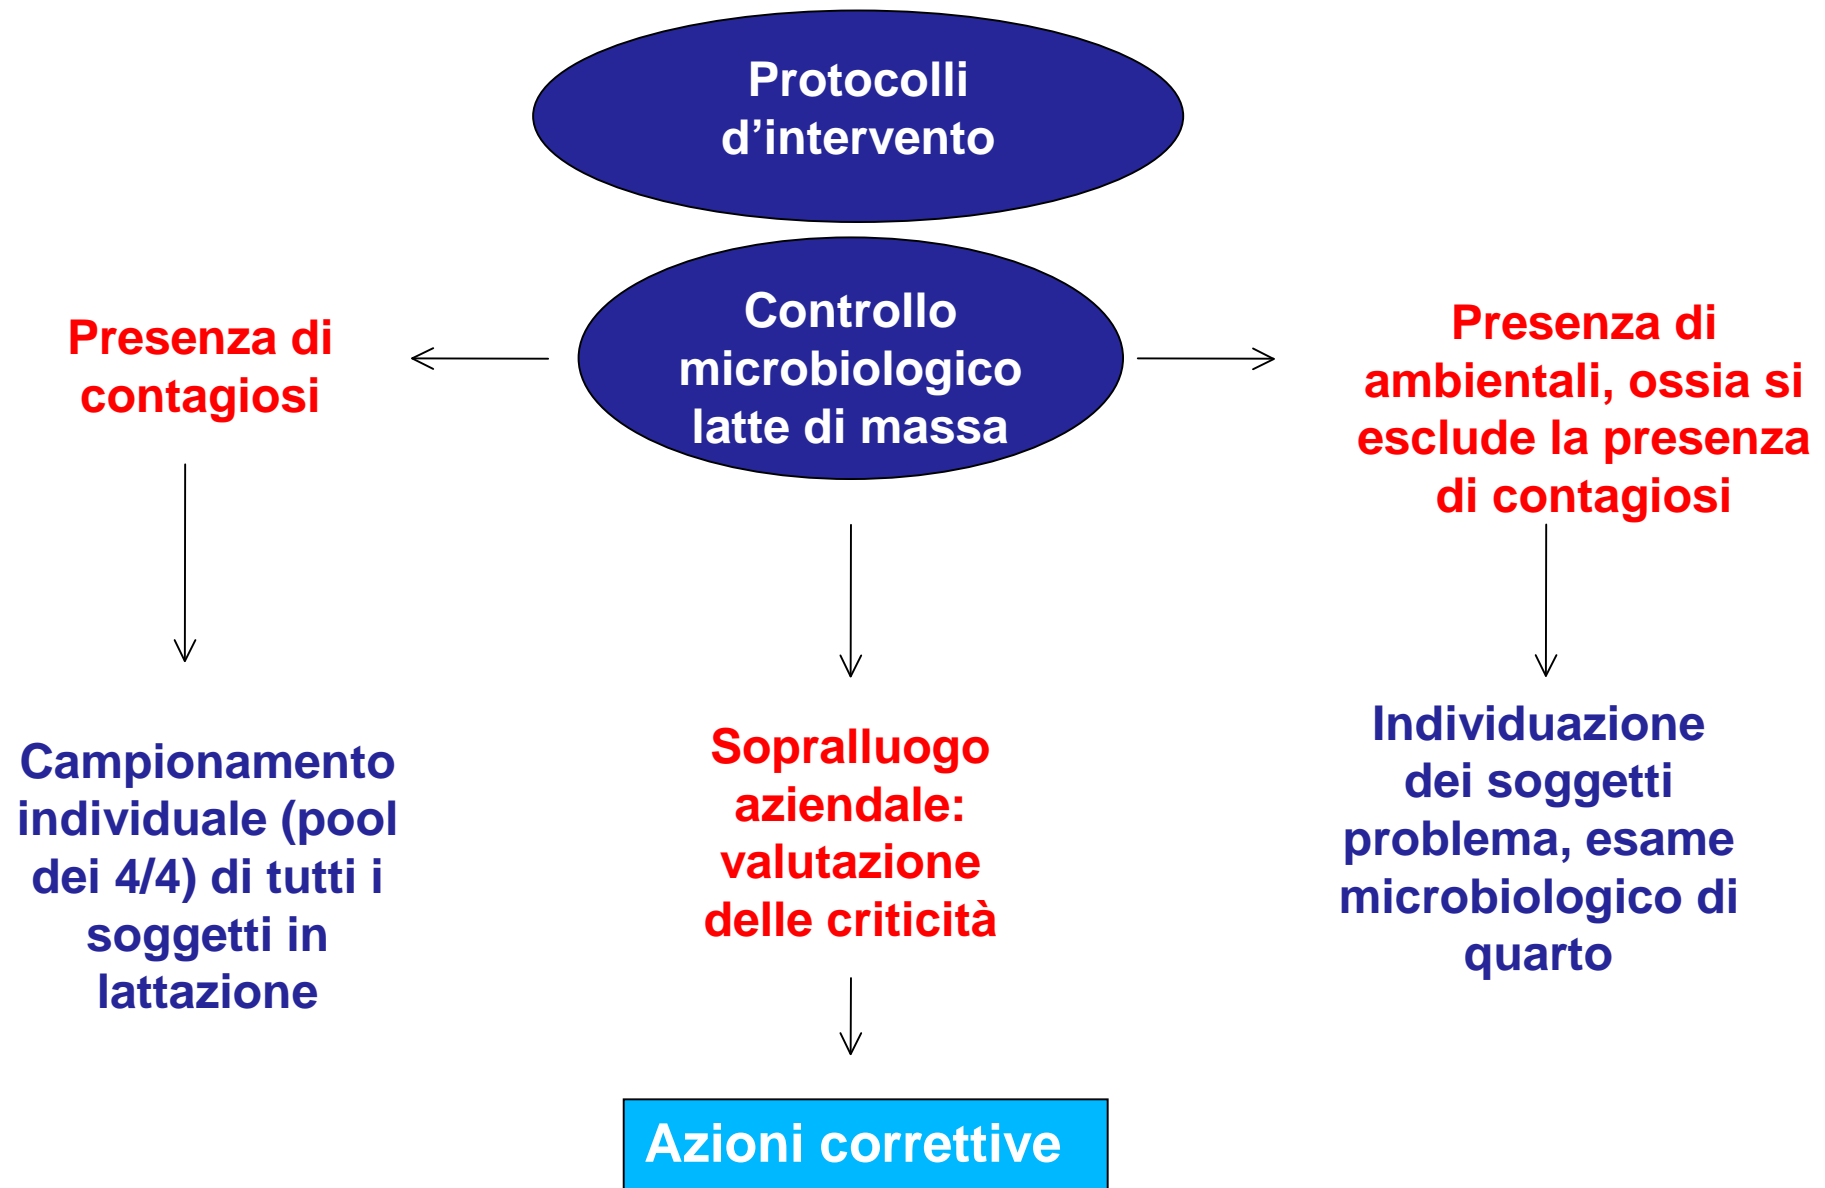 Protocolli
d’intervento
Controllo
microbiologico
latte di massa
Presenza di
contagiosi
Presenza di
ambientali, ossia si
esclude la presenza
di contagiosi
Campionamento
individuale (pool
dei 4/4) di tutti i
soggetti in
lattazione
Sopralluogo
aziendale:
valutazione
delle criticità
Individuazione
dei soggetti
problema, esame
microbiologico di
quarto
Azioni correttive